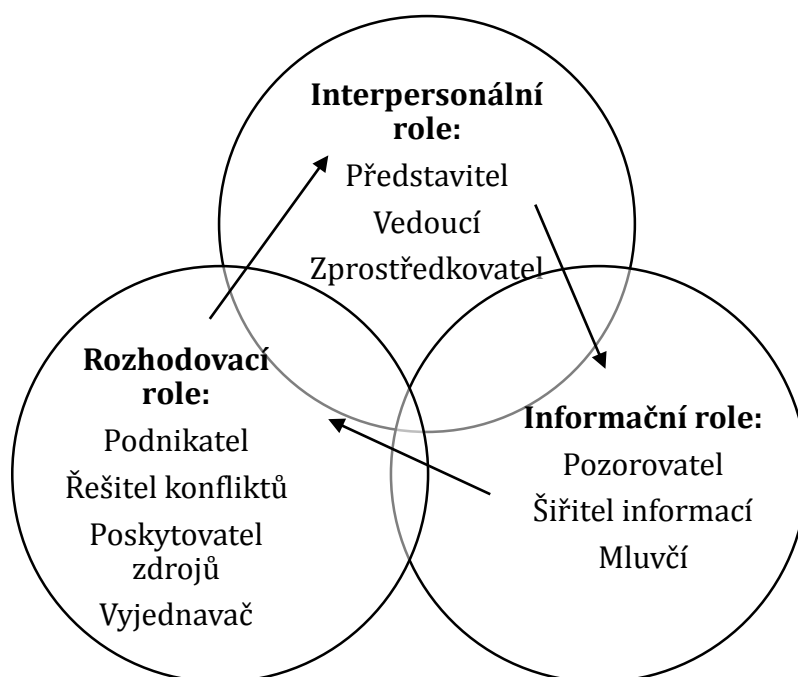 Interpersonální
role:
Představitel
Vedoucí
Zprostředkovatel
Rozhodovací
role:
Podnikatel
Řešitel konfliktů
Poskytovatel
zdrojů
Vyjednavač
Informační role:
Pozorovatel
Šiřitel informací
Mluvčí